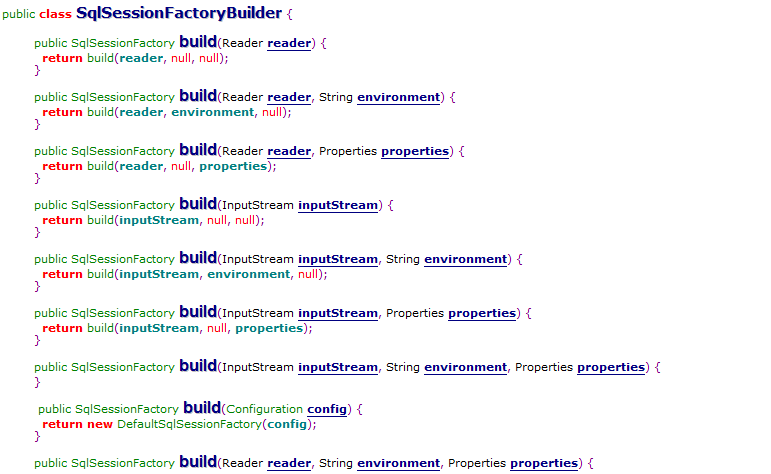 public class SqlSessionFactoryBuilder {
public SqlSessionFactory build(Reader reader) {
return build(reader, null, null);
}
public SqlSessionFactory build(Reader reader, String environment) {
return build(reader, environment, null);
}
public SqlSessionFactory build(Reader reader, Properties properties) {
return build(reader, null, properties);
}
public SqlSessionFactory build(InputStream inputStream) {
return build(inputStream, null, null);
}
public SqlSessionFactory build(InputStream inputStream, String environment) {
return build(inputStream, environment, null);
}
public SqlSessionFactory build(InputStream inputStream, Properties properties) {
return build(inputStream, null, properties);
}
public SqlSessionFactory build(InputStream inputStream, String environment, Properties properties) {
}
public SqlSessionFactory build(Configuration config) {
return new DefaultSqlSessionFactory(config);
}
public SqlSessionFactory build(Reader reader, String environment, Properties properties) {